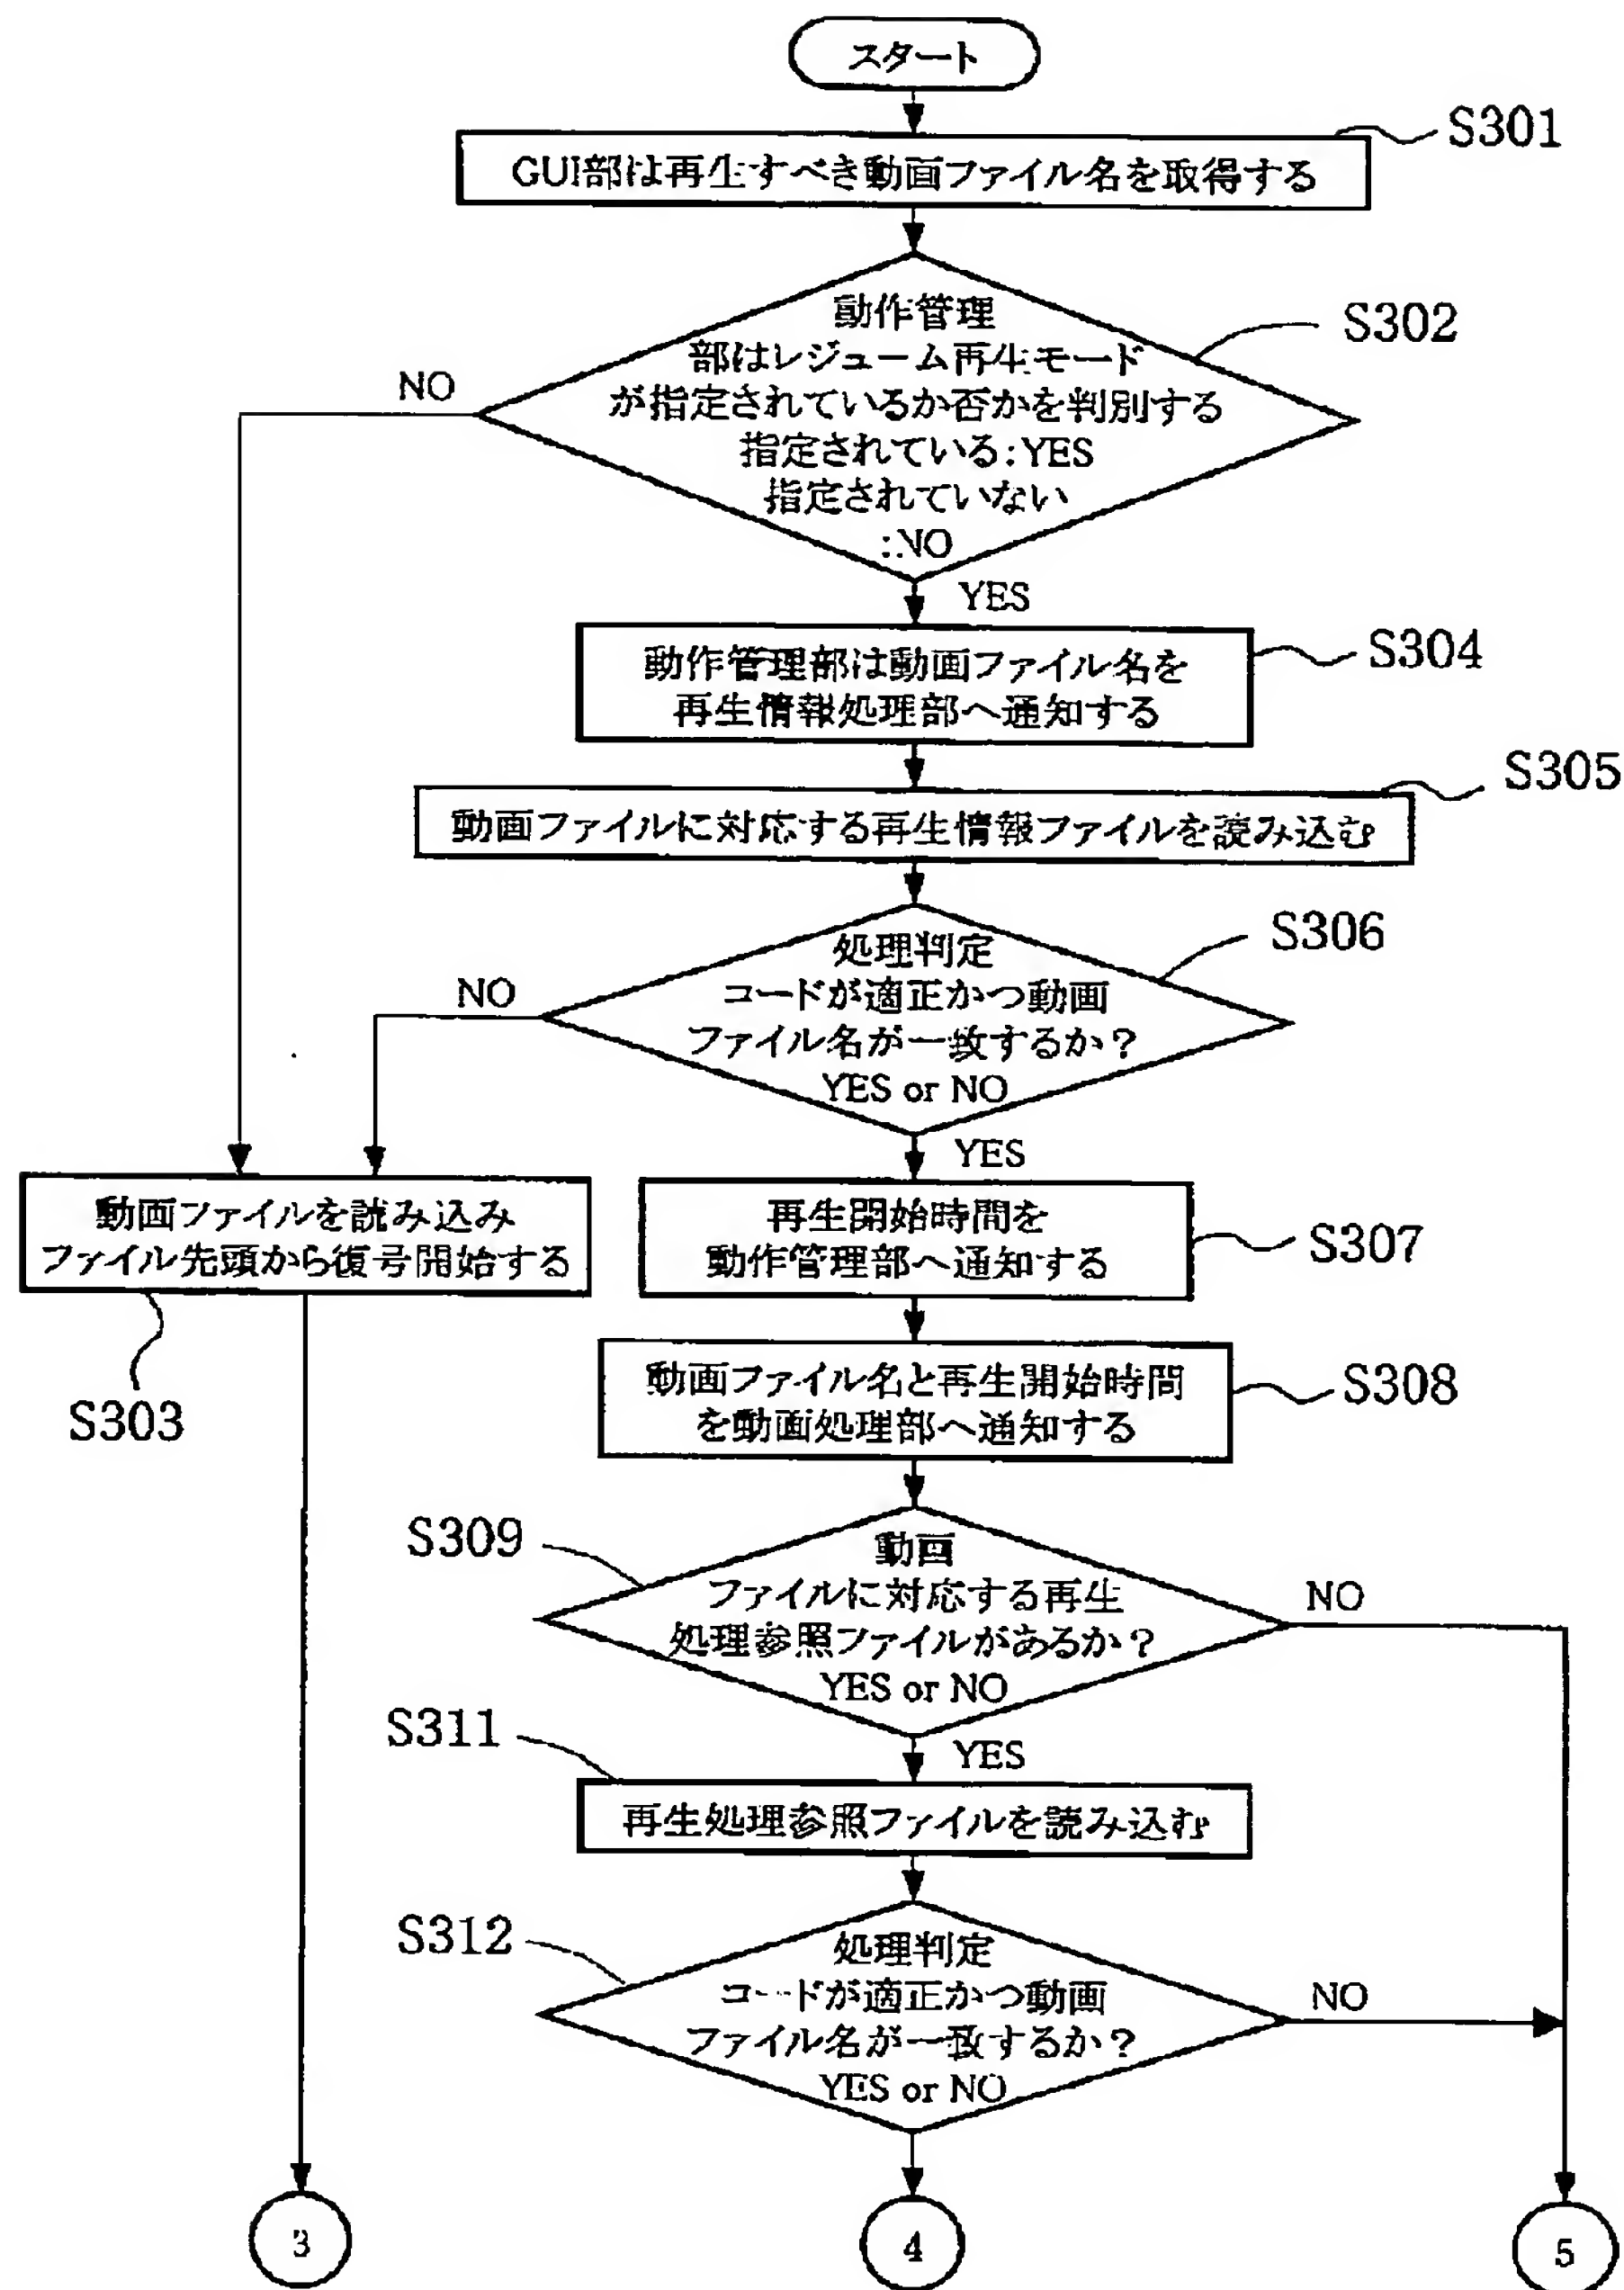 スタート
S301
GUI部は再生すべき動画ファイル名を取得する
動作管理
部はレジューム再生モード
が指定されているか否かを判別する
指定されている:YES
指定されていない
:NO
S302
NO
YES
動作管理部は動画ファイル名を
再生情報処理部へ通知する
S304
S305
動画ファイルに対応する再生情報ファイルを読み込む
処理判定
コードが適正かつ動画
ファイル名が一致するか?
YES or NO
S306
NO
YES
動画ファイルを読み込み
ファイル先頭から復号開始する
S303
再生開始時間を
動作管理部へ通知する
S307
動画ファイル名と再生開始時間
を動画処理部へ通知する
S308
S309
動画
ファイルに対応する再生
処理参照ファイルがあるか?
YES or NO
NO
YES
S311
再生処理参照ファイルを読み込む
S312
処理判定
コードが適正かつ動画
ファイル名が一致するか?
YES or NO
NO
3
4
5